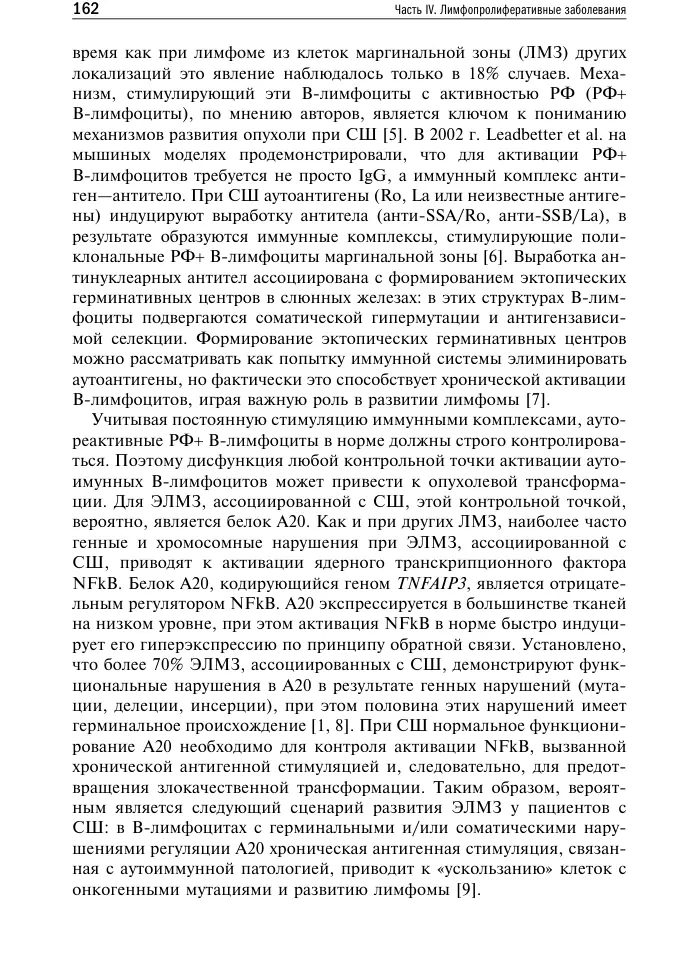 162
Часть IV. Лимфопролиферативные заболевания
время как при лимфоме из клеток маргинальной зоны (ЛМЗ) других
локализаций это явление наблюдалось только в 18% случаев. Меха-
низм, стимулирующий эти В-лимфоциты с активностью РФ (РФ+
В-лимфоциты), по мнению авторов, является ключом к пониманию
механизмов развития опухоли при СШ [5]. В 2002 г. Leadbetter et al. на
мышиных моделях продемонстрировали, что для активации РФ+
В-лимфоцитов требуется не просто IgG, а иммунный комплекс анти-
ген—антитело. При СШ аутоантигены (Ro, La или неизвестные антиге-
ны) индуцируют выработку антитела (анти-SSA/Ro, анти-SSB/La), в
результате образуются иммунные комплексы, стимулирующие поли-
клональные РФ+ В-лимфоциты маргинальной зоны [6]. Выработка ан-
тинуклеарных антител ассоциирована с формированием эктопических
герминативных центров в слюнных железах: в этих структурах В-лим-
фоциты подвергаются соматической гипермутации и антигензависи-
мой селекции. Формирование эктопических герминативных центров
можно рассматривать как попытку иммунной системы элиминировать
аутоантигены, но фактически это способствует хронической активации
В-лимфоцитов, играя важную роль в развитии лимфомы [7].
Учитывая постоянную стимуляцию иммунными комплексами, ауто-
реактивные РФ+ В-лимфоциты в норме должны строго контролирова-
ться. Поэтому дисфункция любой контрольной точки активации ауто-
имунных В-лимфоцитов может привести к опухолевой трансформа-
ции. Для ЭЛМЗ, ассоциированной с СШ, этой контрольной точкой,
вероятно, является белок А20. Как и при других ЛМЗ, наиболее часто
генные и хромосомные нарушения при ЭЛМЗ, ассоциированной с
СШ, приводят к активации ядерного транскрипционного фактора
NFkB. Белок А20, кодирующийся геном TNFAIP3, является отрицате-
льным регулятором NFkB. А20 экспрессируется в большинстве тканей
на низком уровне, при этом активация NFkB в норме быстро индуци-
рует его гиперэкспрессию по принципу обратной связи. Установлено,
что более 70% ЭЛМЗ, ассоциированных с СШ, демонстрируют функ-
циональные нарушения в А20 в результате генных нарушений (мута-
ции, делеции, инсерции), при этом половина этих нарушений имеет
герминальное происхождение [1, 8]. При СШ нормальное функциони-
рование А20 необходимо для контроля активации NFkB, вызванной
хронической антигенной стимуляцией и, следовательно, для предот-
вращения злокачественной трансформации. Таким образом, вероят-
ным является следующий сценарий развития ЭЛМЗ у пациентов с
СШ: в В-лимфоцитах с герминальными и/или соматическими нару-
шениями регуляции А20 хроническая антигенная стимуляция, связан-
ная с аутоиммунной патологией, приводит к «ускользанию» клеток с
онкогенными мутациями и развитию лимфомы [9].